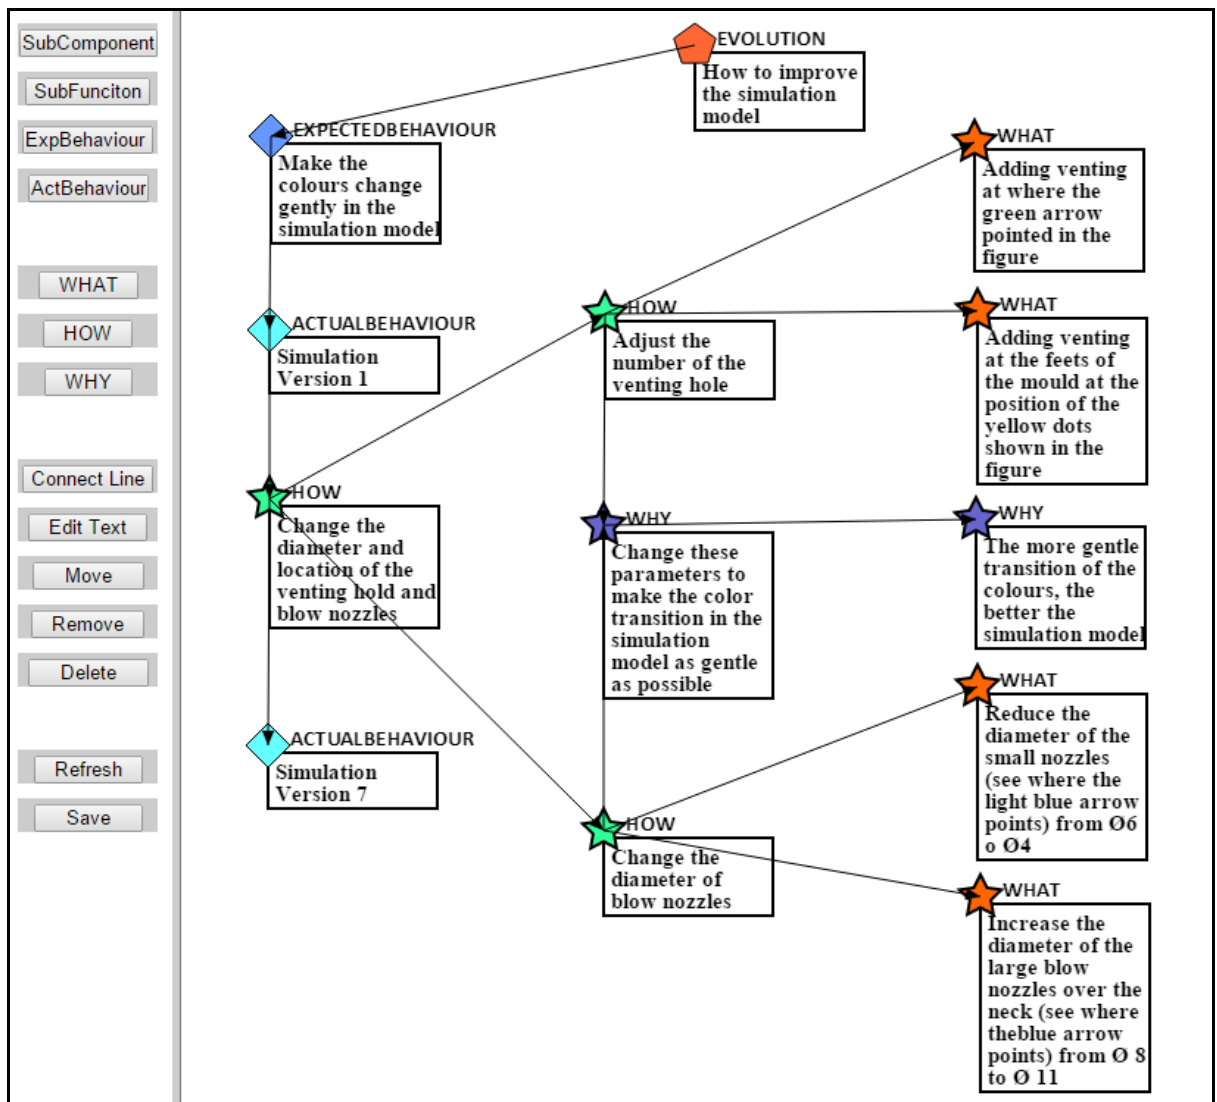 SubComponent
SubFunciton
ExpBehaviour
ActBehaviour
WHAT
HOW
WHY
Connect Line
Edit Text
Move
Remove
Delete
Refresh
Save
EVOLUTION
How to improve
the simulation
model
EXPECTEDBEHAVIOUR
Make the
colours change
gently in the
simulation model
ACTUALBEHAVIOUR
Simulation
Version 1
HOW
Change the
diameter and
location of the
venting hold and
blow nozzles
ACTUALBEHAVIOUR
Simulation
Version 7
HOW
Adjust the
number of the
venting hole
WHY
Change these
parameters to
make the color
transition in the
simulation
model as gentle
as possible
HOW
Change the
diameter of
blow nozzles
WHAT
Adding venting
at where the
green arrow
pointed in the
figure
WHAT
Adding venting
at the feets of
the mould at the
position of the
yellow dots
shown in the
figure
WHY
The more gentle
transition of the
colours, the
better the
simulation model
WHAT
Reduce the
diameter of the
small nozzles
(see where the
light blue arrow
points) from Ø6
o Ø4
WHAT
Increase the
diameter of the
large blow
nozzles over the
neck (see where
theblue arrow
points) from Ø 8
to Ø 11